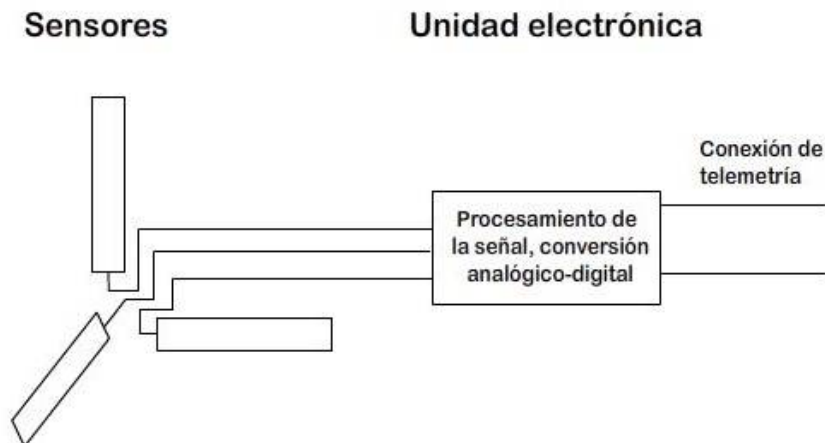 Sensores
Unidad electrónica
Conexión de
telemetría
Procesamiento de
la señal, conversión
analógico-digital